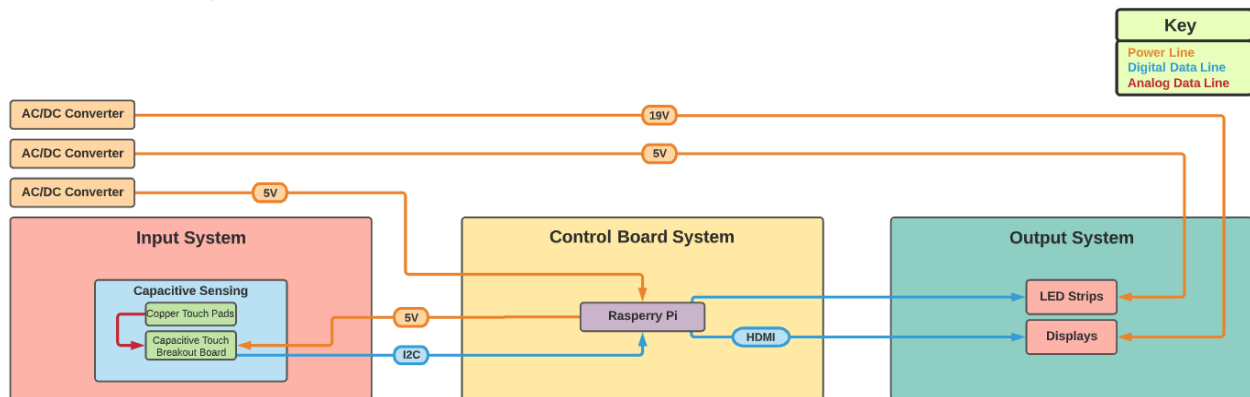 Key
Power Line
Digital Data Line
Analog Data Line
AC/DC Converter
19V
AC/DC Converter
5V
AC/DC Converter
5V
Input System
Control Board System
Output System
Capacitive Sensing
Copper Touch Pads
Capacitive Touch
Breakout Board
5V
I2C
Rasperry Pi
HDMI
LED Strips
Displays